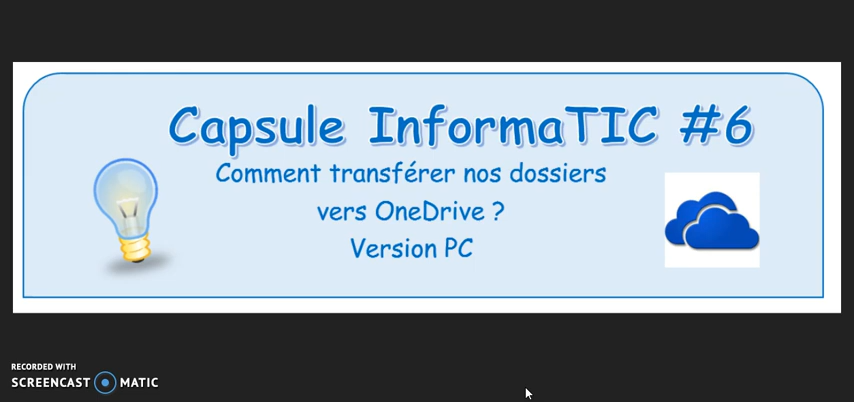 Capsule InformaTIC #6
Comment transférer nos dossiers
vers OneDrive ?
Version PC
RECORDED WITH
SCREENCAST MATIC